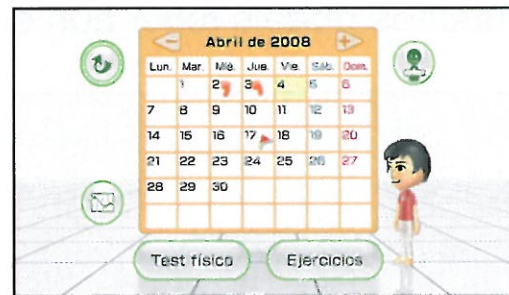 Abril de 2008
Lun. Mar. Mié. Jue. Vie. Sáb. Dom.
1 2 3 4 5 6
7 8 9 10 11 12 13
14 15 16 17 18 19 20
21 22 23 24 25 26 27
28 29 30
Test físico Ejercicios